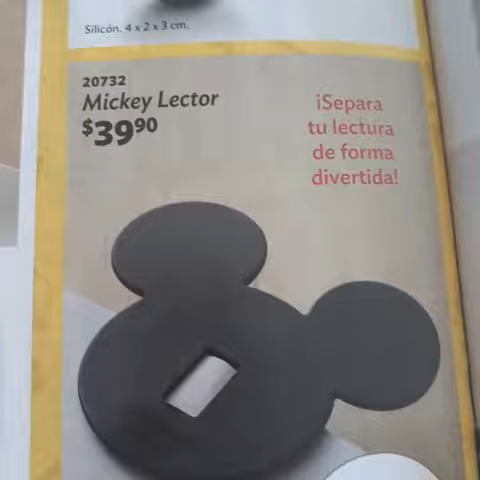 Silicón. 4 x 2 x 3 cm.
20732
Mickey Lector
$39⁹⁰
¡Separa
tu lectura
de forma
divertida!